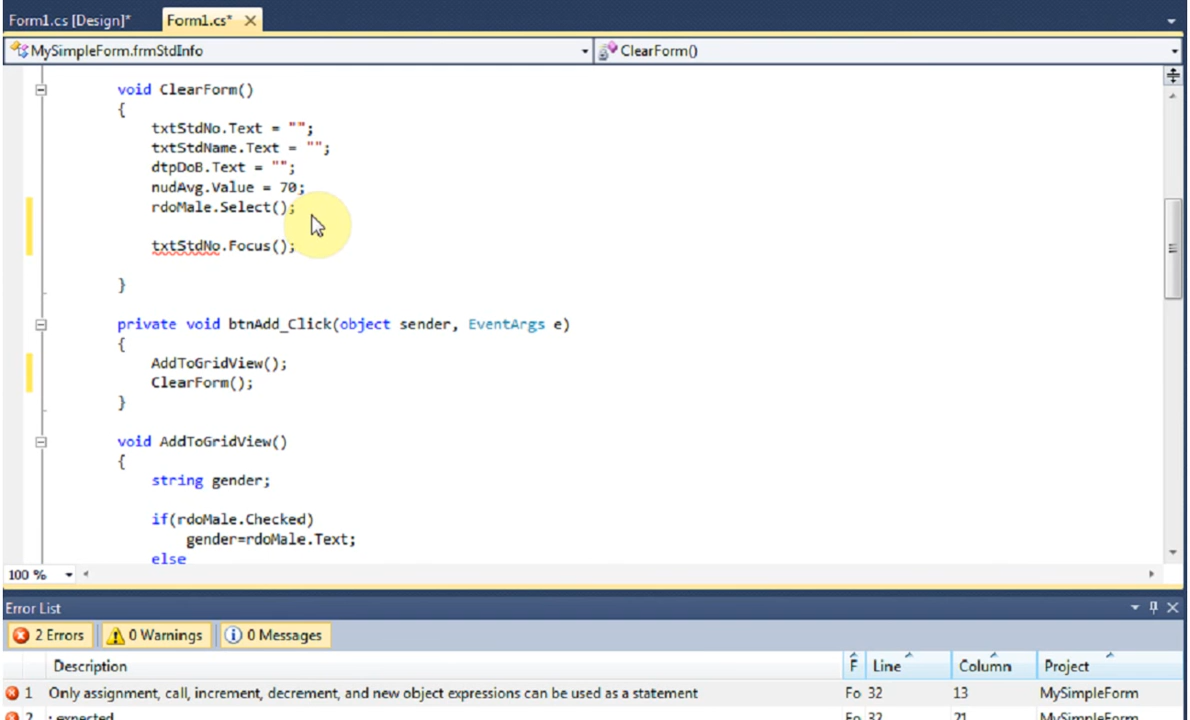 Form1.cs [Design]* Form1.cs*
MySimpleForm.frmStdInfo ClearForm()
void ClearForm()
{
txtStdNo.Text = "";
txtStdName.Text = "";
dtpDoB.Text = "";
nudAvg.Value = 70;
rdoMale.Select();
txtStdNo.Focus();
}
private void btnAdd_Click(object sender, EventArgs e)
{
AddToGridView();
ClearForm();
}
void AddToGridView()
{
string gender;
if(rdoMale.Checked)
gender=rdoMale.Text;
else
100 %
Error List
2 Errors 0 Warnings 0 Messages
Description F Line Column Project
1 Only assignment, call, increment, decrement, and new object expressions can be used as a statement Fo 32 13 MySimpleForm
2 ; expected Fo 32 21 MySimpleForm